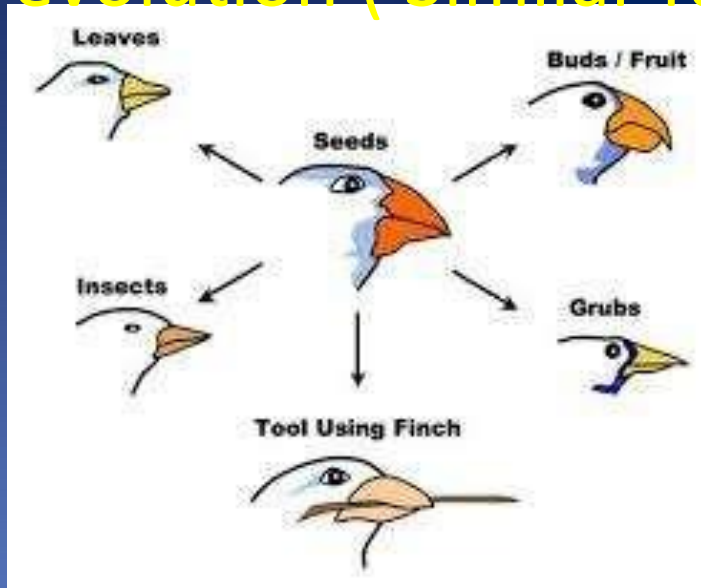 Leaves
Buds / Fruit
Seeds
Insects
Grubs
Tool Using Finch